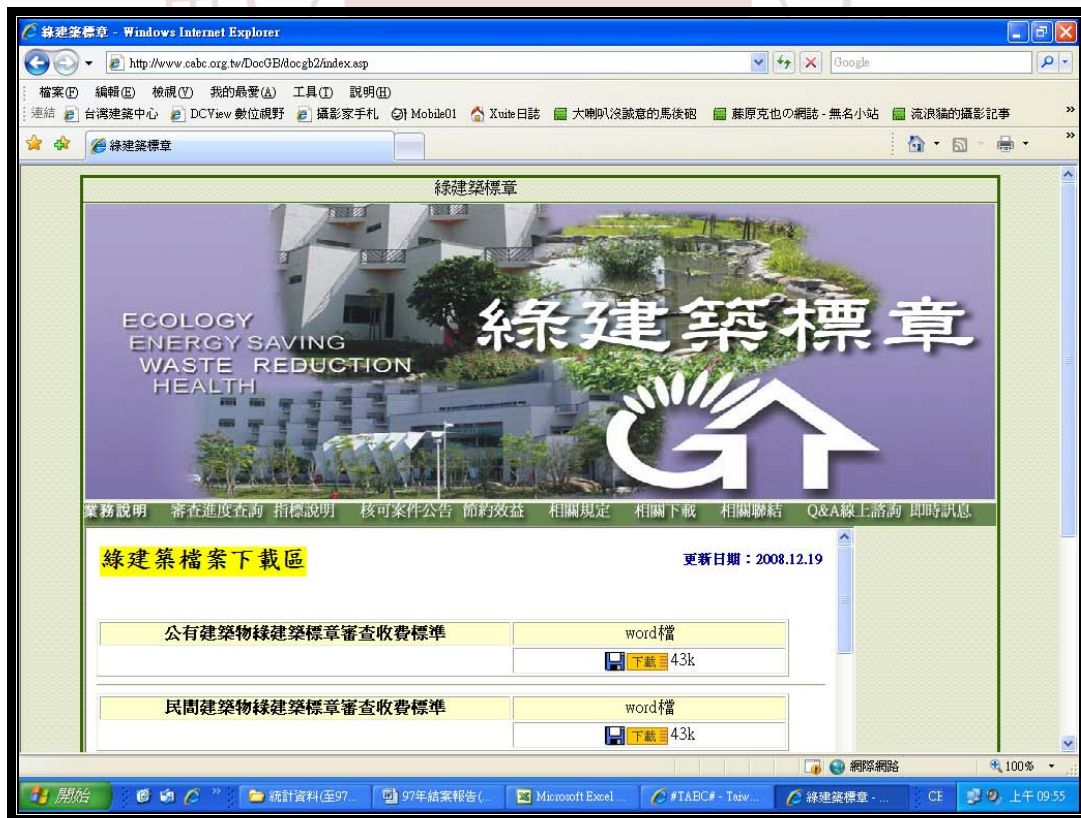 綠建築標章 - Windows Internet Explorer
http://www.cabc.org.tw/DocGB/docgb2/index.asp
Google
檔案(F) 編輯(E) 檢視(V) 我的最愛(A) 工具(T) 說明(H)
連結 台灣建築中心 DCView 數位視野 攝影家手札 Mobile01 Xuite日誌 大喇叭沒誠意的馬後砲 藤原克也の網誌 - 無名小站 流浪貓的攝影記事 »
綠建築標章
綠建築標章
綠建築標章
ECOLOGY
ENERGY SAVING
WASTE REDUCTION
HEALTH
業務說明 審查進度查詢 指標說明 核可案件公告 節約效益 相關規定 相關下載 相關聯結 Q&A線上諮詢 即時訊息
綠建築檔案下載區
更新日期：2008.12.19
公有建築物綠建築標章審查收費標準 word檔
下載 43k
民間建築物綠建築標章審查收費標準 word檔
下載 43k
網際網路 100%
開始 統計資料(至97... 97年結案報告(... Microsoft Excel ... #TABC# - Taiw... 綠建築標章 - ... CE 上午 09:55